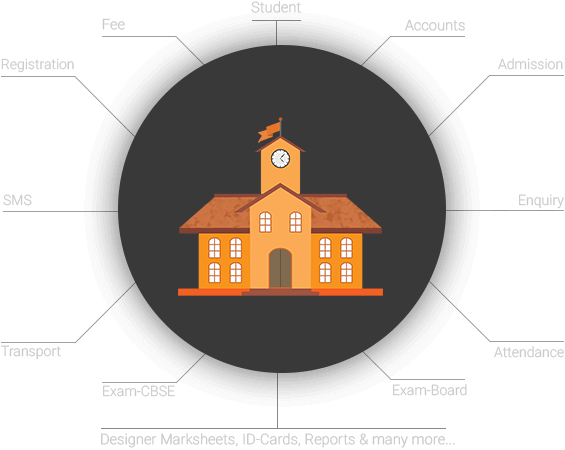 Student
Fee
Accounts
Registration
Admission
SMS
Enquiry
Transport
Attendance
Exam-CBSE
Exam-Board
Designer Marksheets, ID-Cards, Reports & many more...